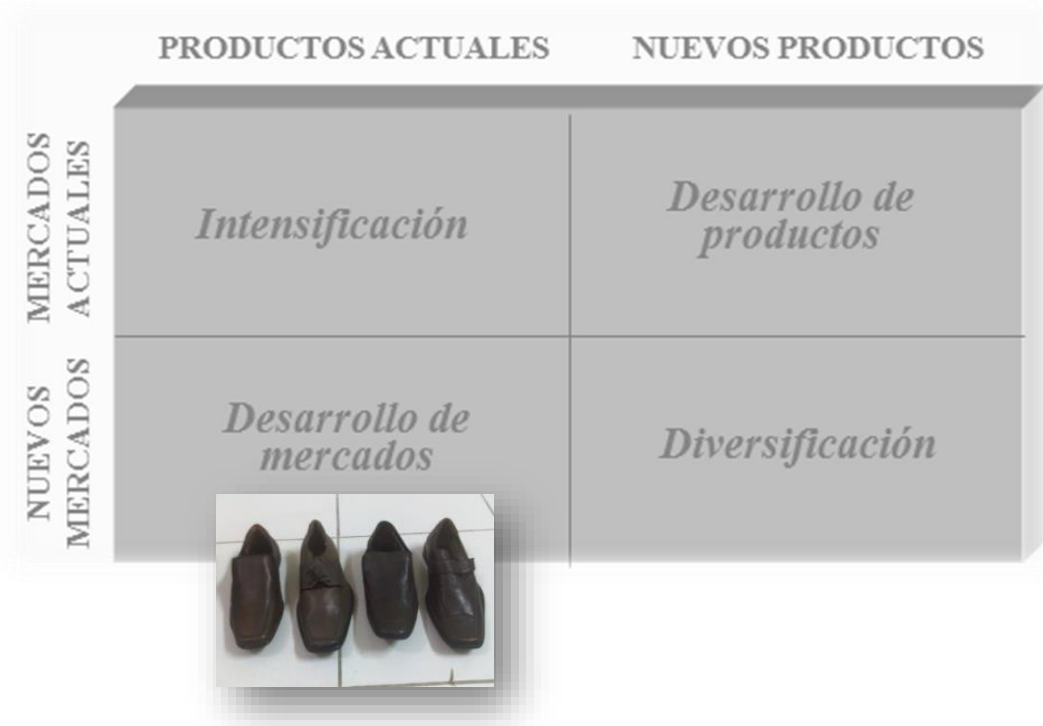 PRODUCTOS ACTUALES
NUEVOS PRODUCTOS
MERCADOS
ACTUALES
Intensificación
Desarrollo de
productos
NUEVOS
MERCADOS
Desarrollo de
mercados
Diversificación